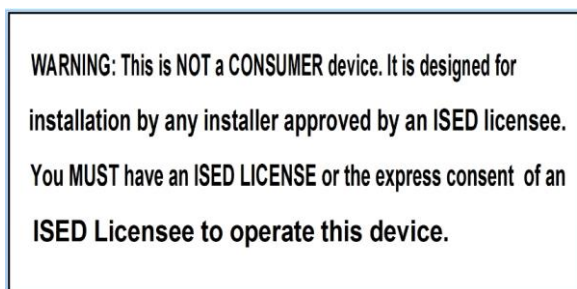 WARNING: This is NOT a CONSUMER device. It is designed for
installation by any installer approved by an ISED licensee.
You MUST have an ISED LICENSE or the express consent of an
ISED Licensee to operate this device.